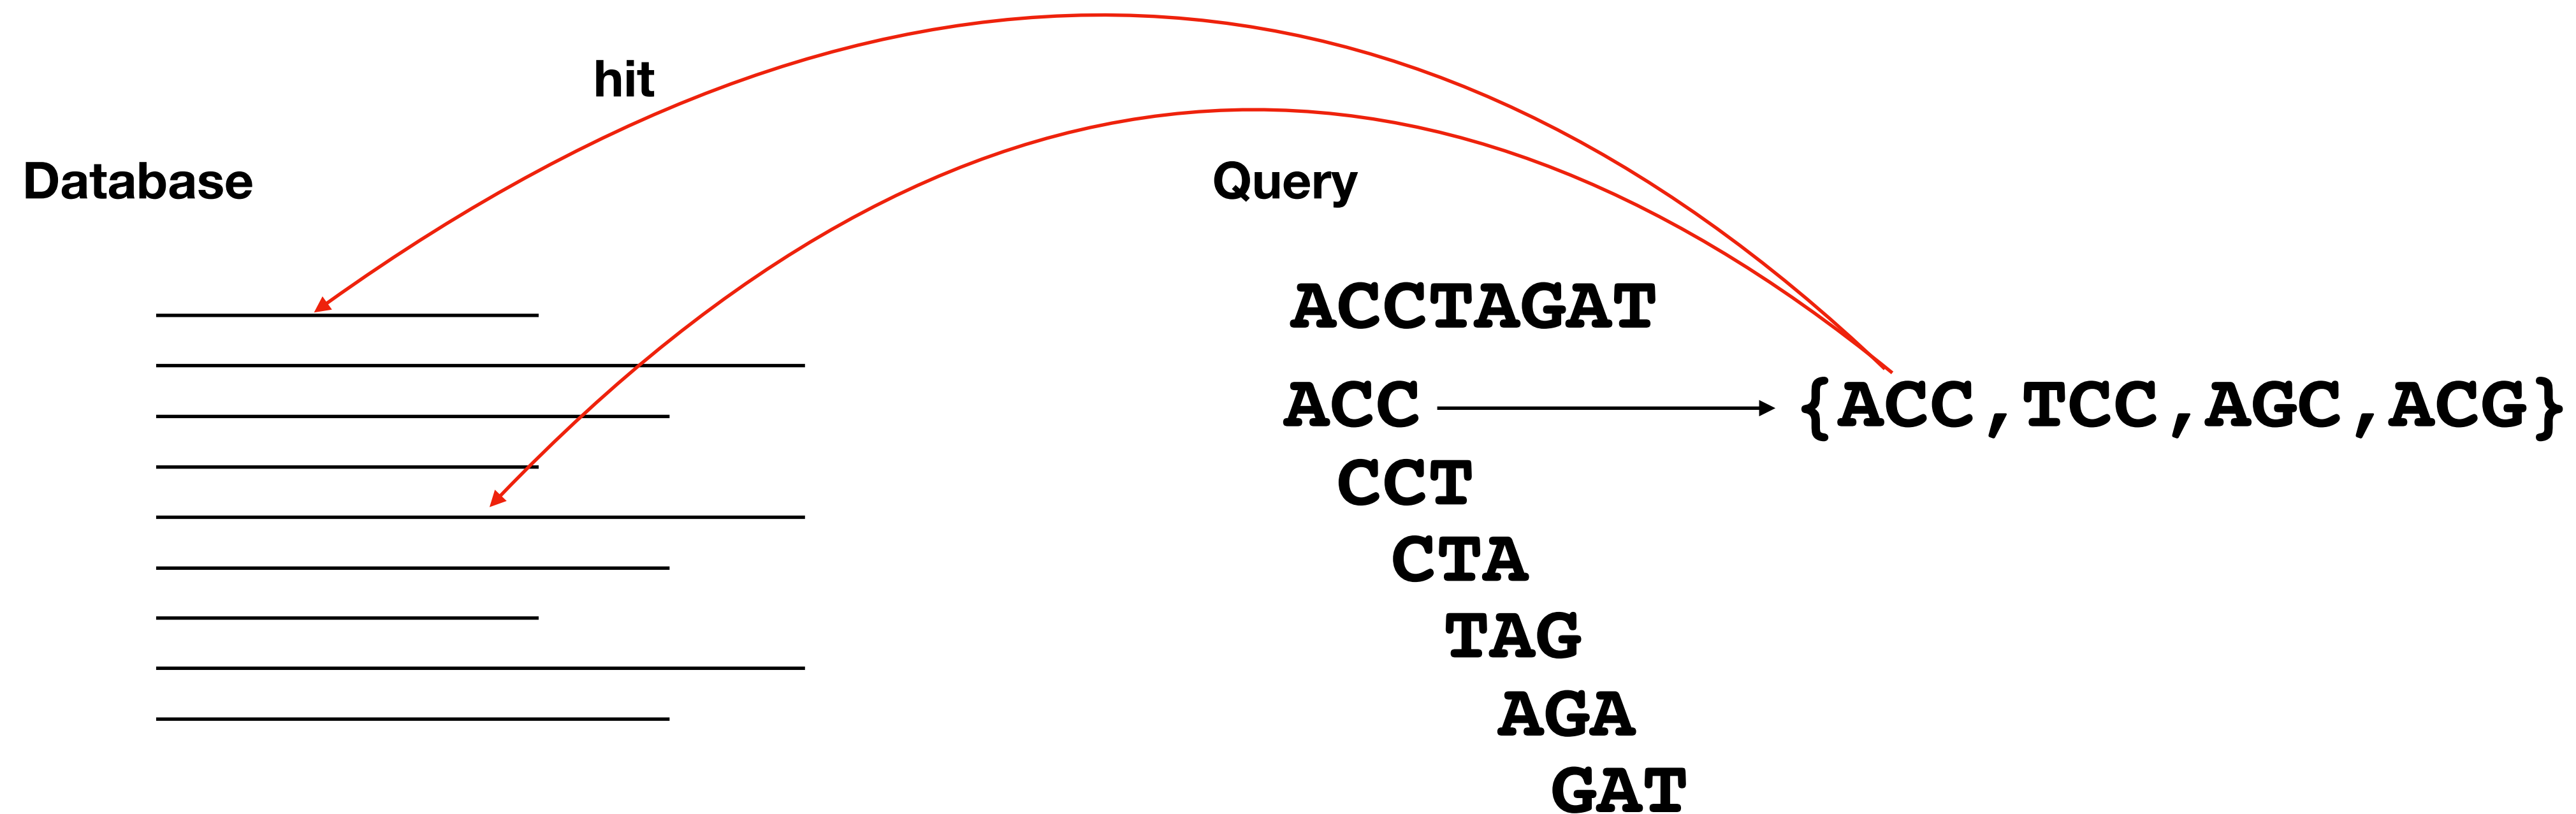 hit
Database
Query
ACCTAGAT
ACC {ACC,TCC,AGC,ACG}
CCT
CTA
TAG
AGA
GAT